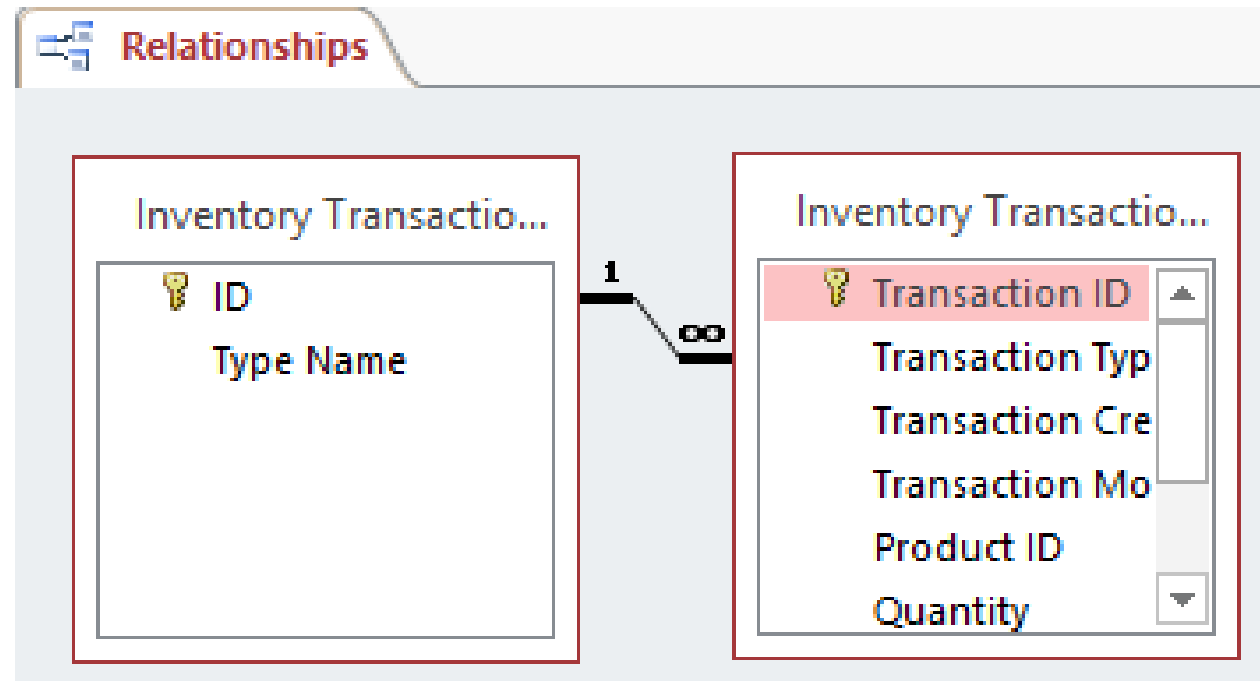 Relationships
Inventory Transactio...
ID
Type Name
1
∞
Inventory Transactio...
Transaction ID
Transaction Typ
Transaction Cre
Transaction Mo
Product ID
Quantity